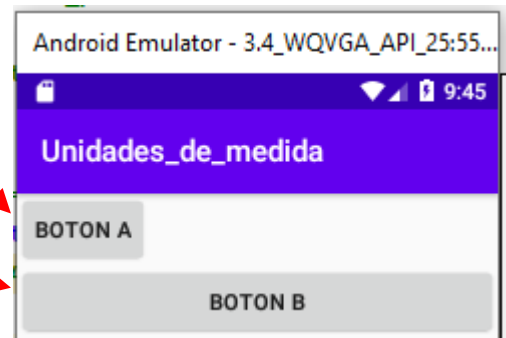 Android Emulator - 3.4_WQVGA_API_25:55...
9:45
Unidades_de_medida
BOTON A
BOTON B